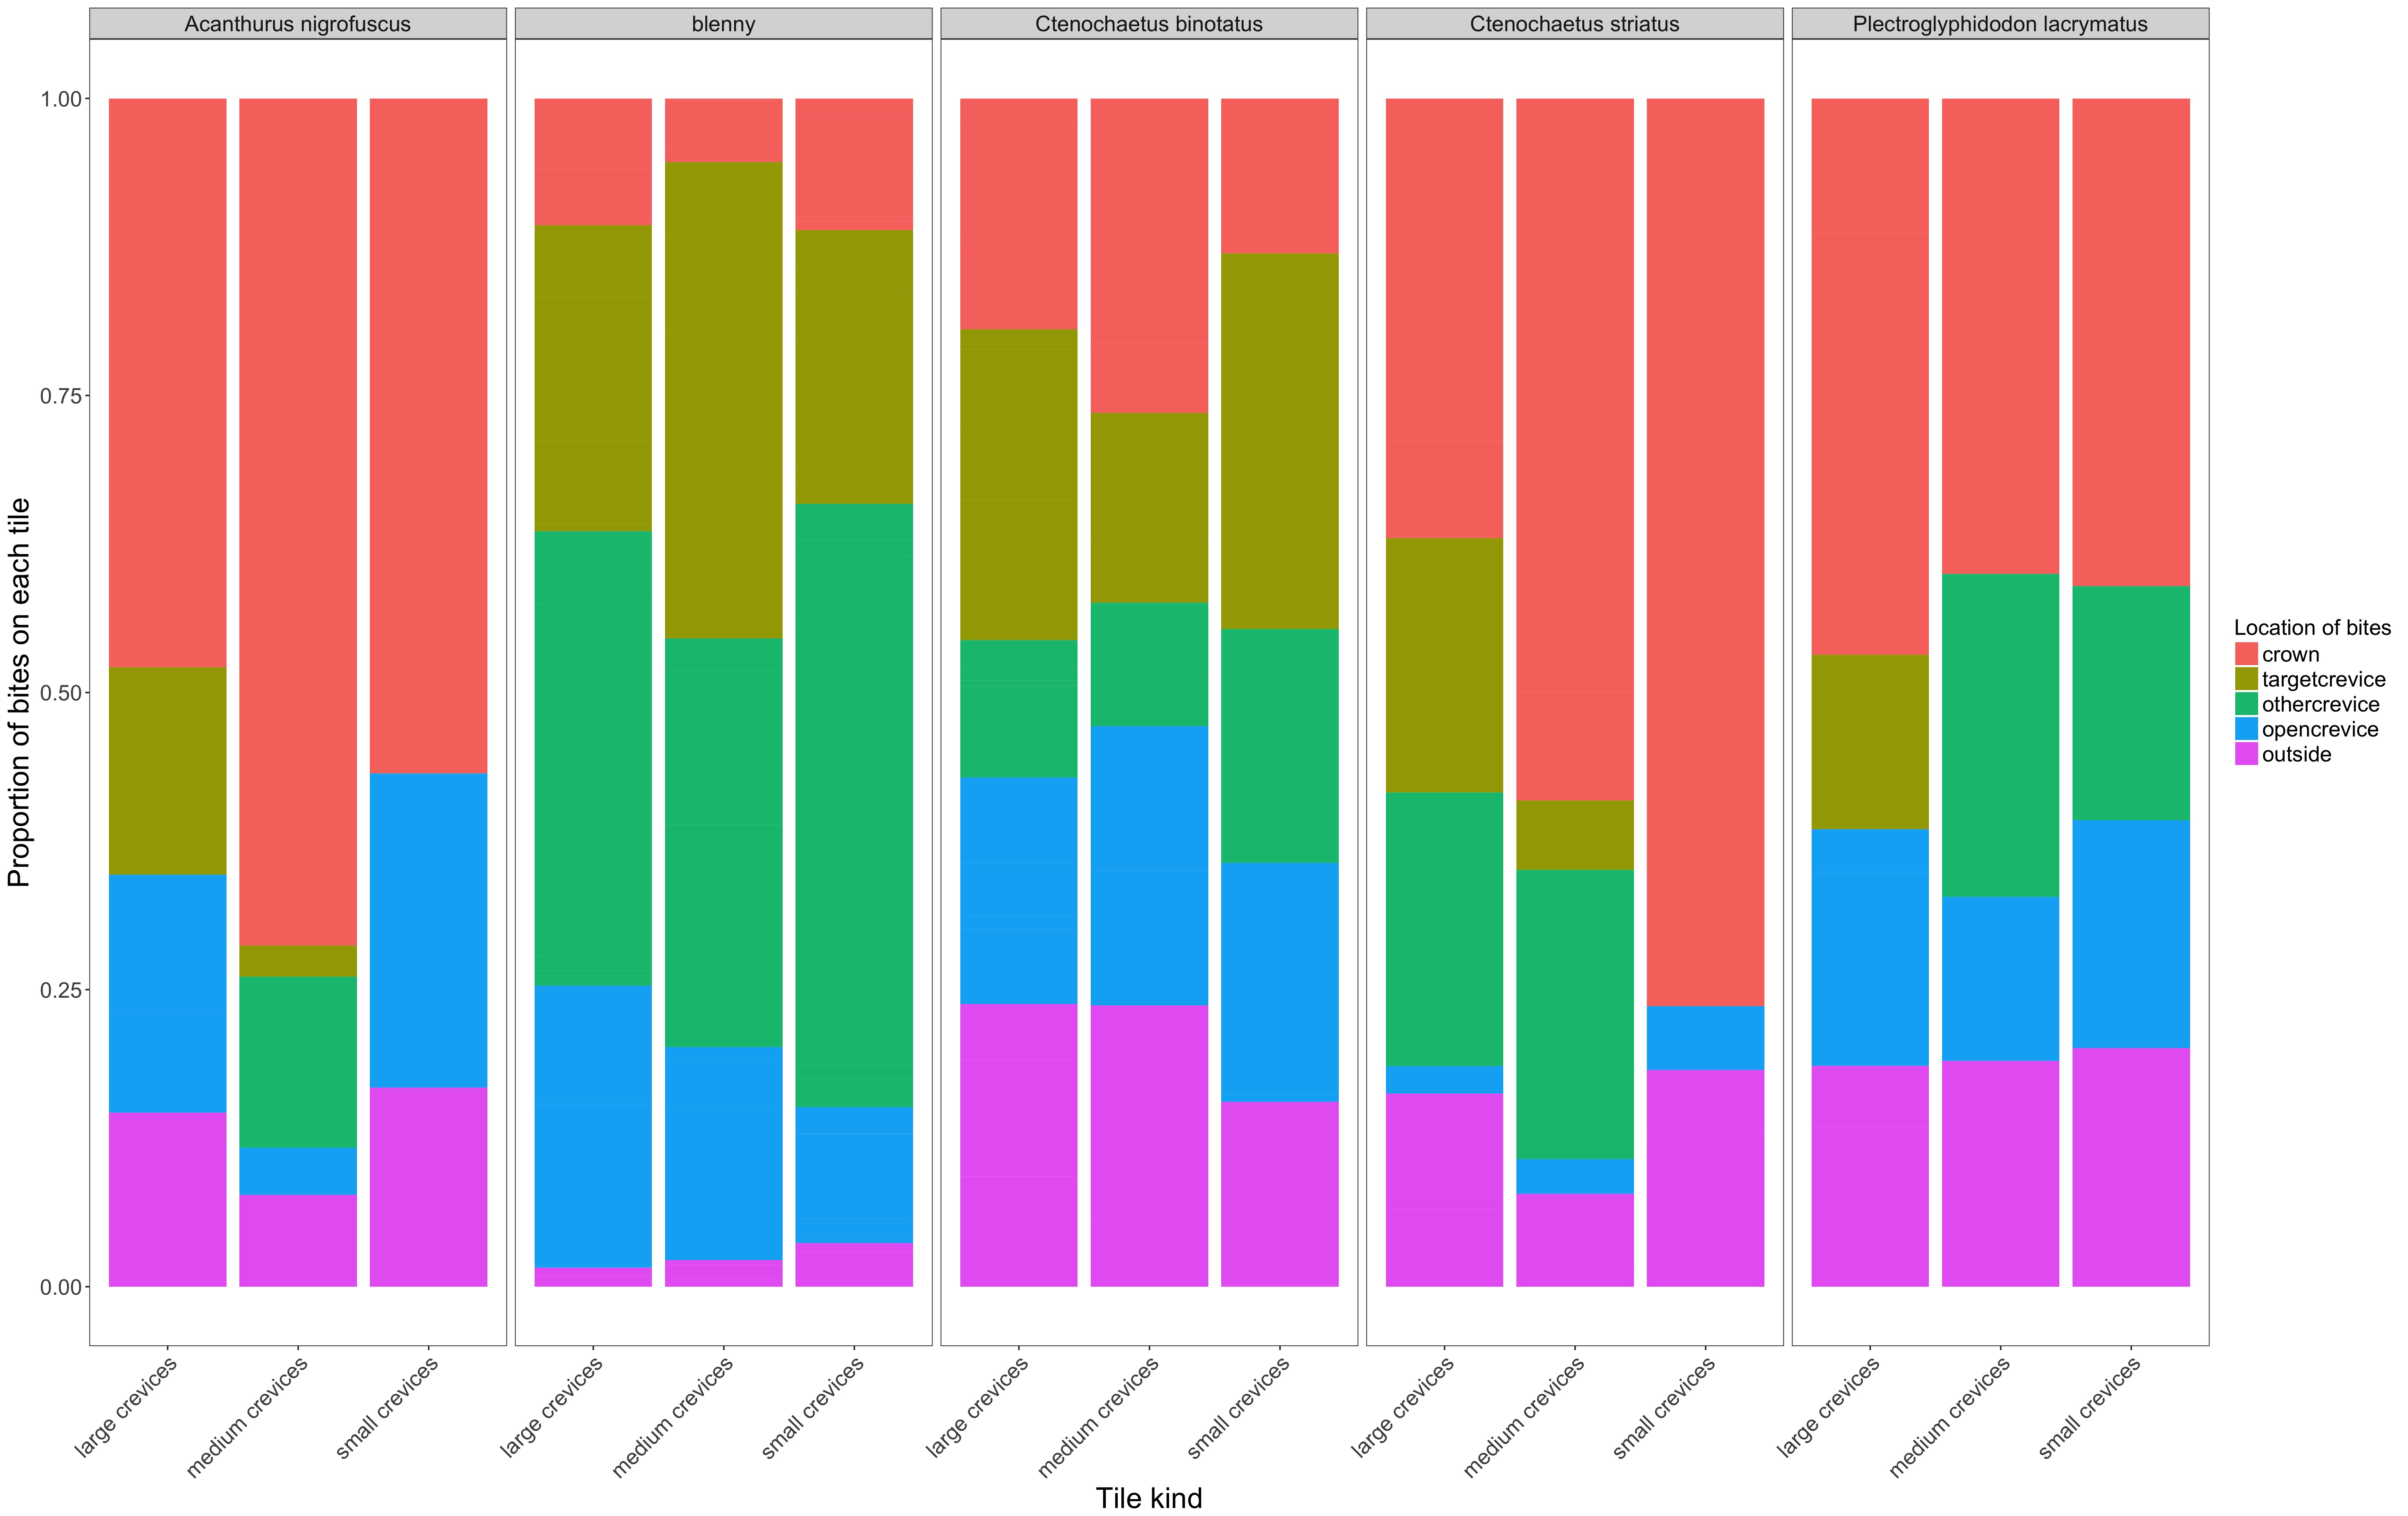 Acanthurus nigrofuscus
blenny
Ctenochaetus binotatus
Ctenochaetus striatus
Plectroglyphidodon lacrymatus
Proportion of bites on each tile
1.00
0.75
0.50
0.25
0.00
large crevices
medium crevices
small crevices
large crevices
medium crevices
small crevices
large crevices
medium crevices
small crevices
large crevices
medium crevices
small crevices
large crevices
medium crevices
small crevices
Tile kind
Location of bites
crown
targetcrevice
othercrevice
opencrevice
outside